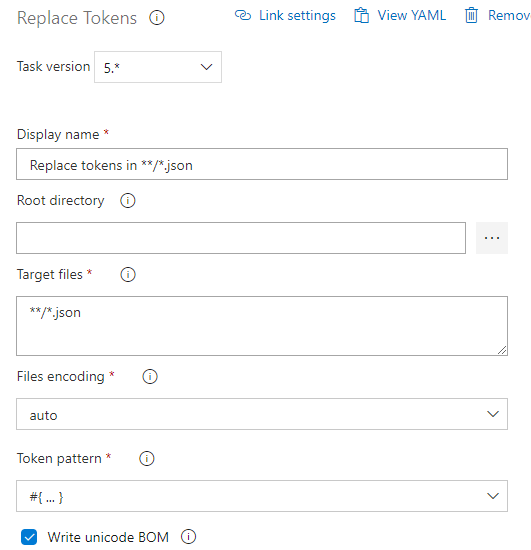 Replace Tokens
Link settings
View YAML
Remov
Task version 5.*
Display name *
Replace tokens in **/*.json
Root directory
...
Target files *
**/*.json
Files encoding *
auto
Token pattern *
#{ ... }
Write unicode BOM